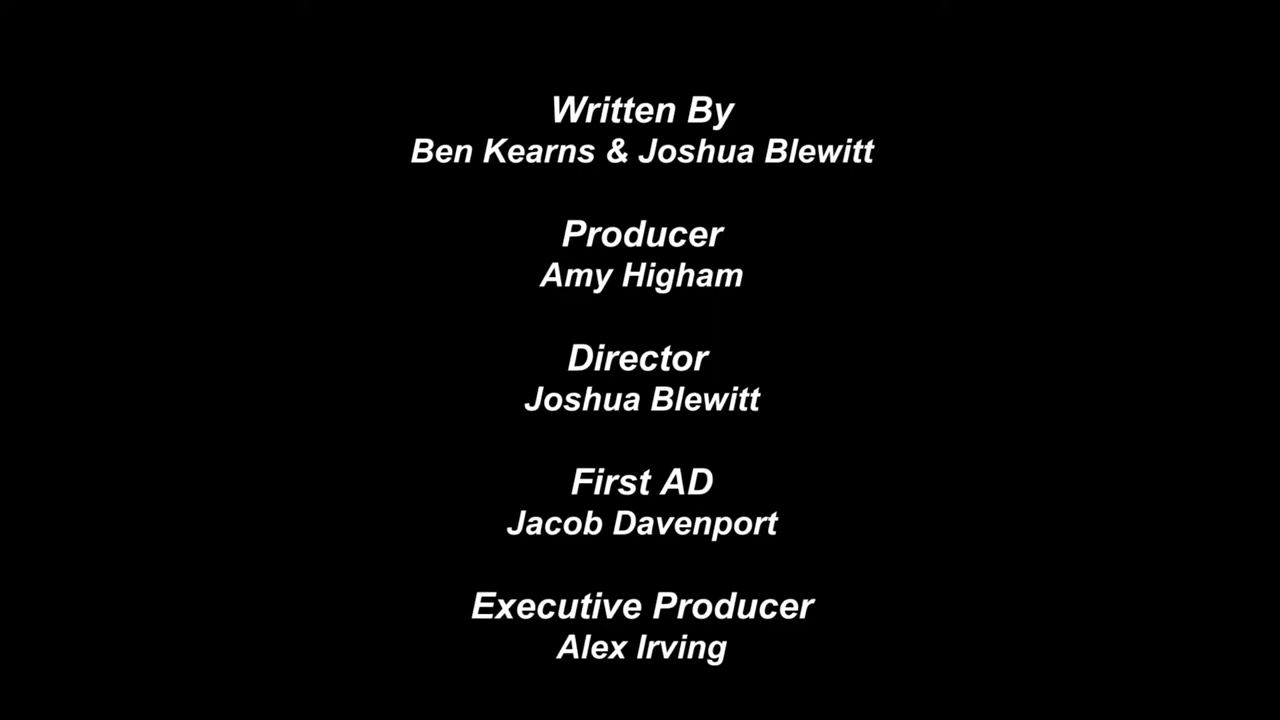 Written By
Ben Kearns & Joshua Blewitt
Producer
Amy Higham
Director
Joshua Blewitt
First AD
Jacob Davenport
Executive Producer
Alex Irving